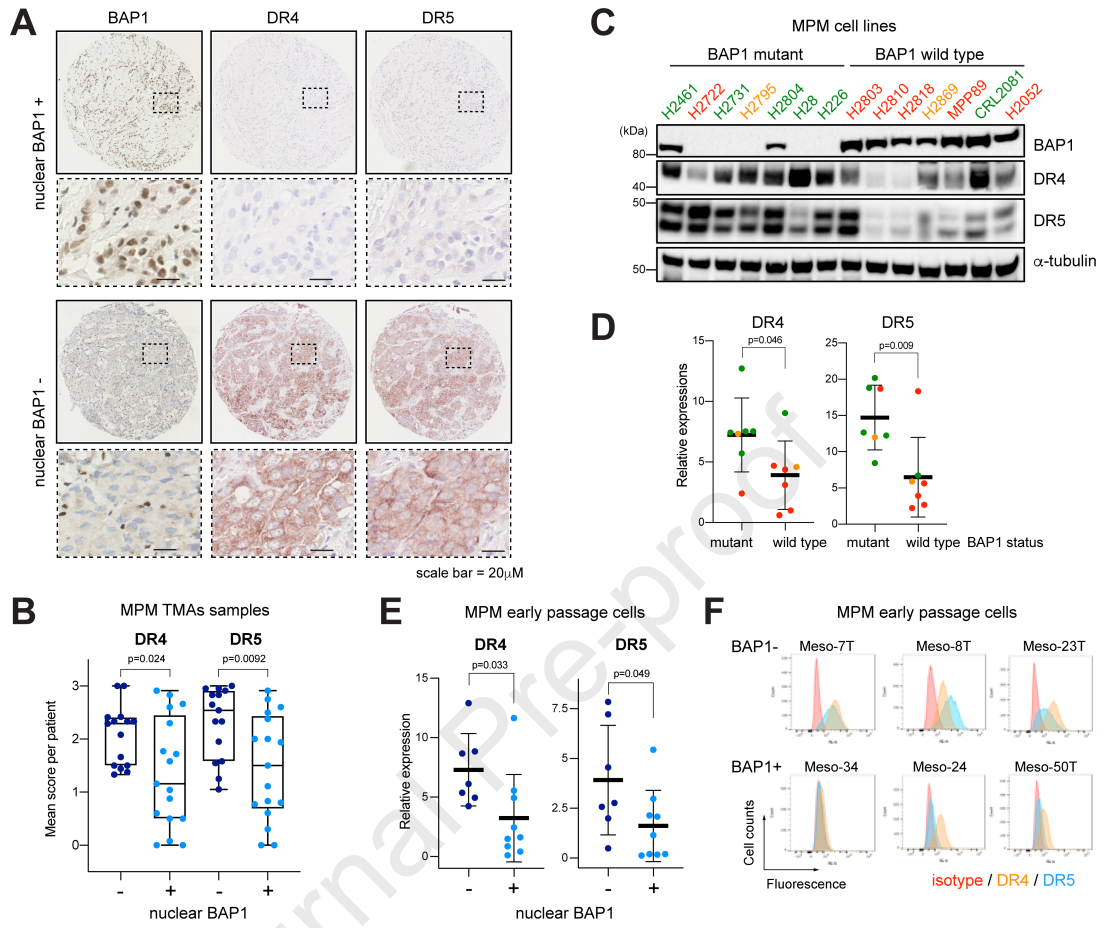 A
BAP1 DR4 DR5
nuclear BAP1 +
nuclear BAP1 -
scale bar = 20μM
B
MPM TMAs samples
DR4 DR5
p=0.024 p=0.0092
Mean score per patient
3
2
1
0
- + - +
nuclear BAP1
C
MPM cell lines
BAP1 mutant BAP1 wild type
H2461 H2722 H2731 H2795 H2804 H28 H226 H2803 H2810 H2818 H2869 MPP89 CRL2081 H2052
(kDa)
80 BAP1
40 DR4
50 DR5
50 α-tubulin
D
DR4 DR5
p=0.046 p=0.009
Relative expressions
15
10
5
0
25
20
15
10
5
0
mutant wild type mutant wild type BAP1 status
E
MPM early passage cells
DR4 DR5
p=0.033 p=0.049
Relative expression
15
10
5
0
7.5
5
2.5
0
- + - +
nuclear BAP1
F
MPM early passage cells
BAP1- Meso-7T Meso-8T Meso-23T
BAP1+ Meso-34 Meso-24 Meso-50T
Cell counts
Fluorescence
isotype / DR4 / DR5
urnal Pre-proof